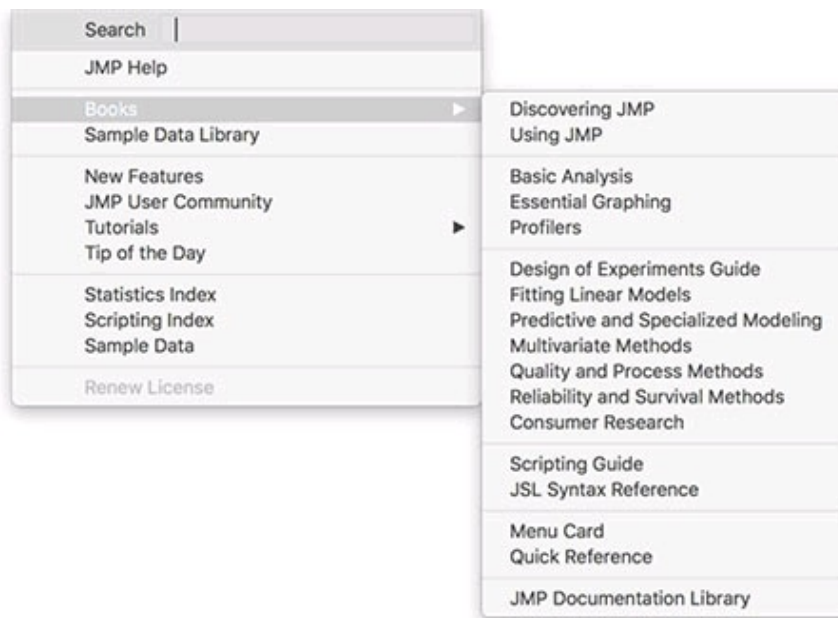 Search
JMP Help
Books
Sample Data Library
New Features
JMP User Community
Tutorials
Tip of the Day
Statistics Index
Scripting Index
Sample Data
Renew License
Discovering JMP
Using JMP
Basic Analysis
Essential Graphing
Profilers
Design of Experiments Guide
Fitting Linear Models
Predictive and Specialized Modeling
Multivariate Methods
Quality and Process Methods
Reliability and Survival Methods
Consumer Research
Scripting Guide
JSL Syntax Reference
Menu Card
Quick Reference
JMP Documentation Library